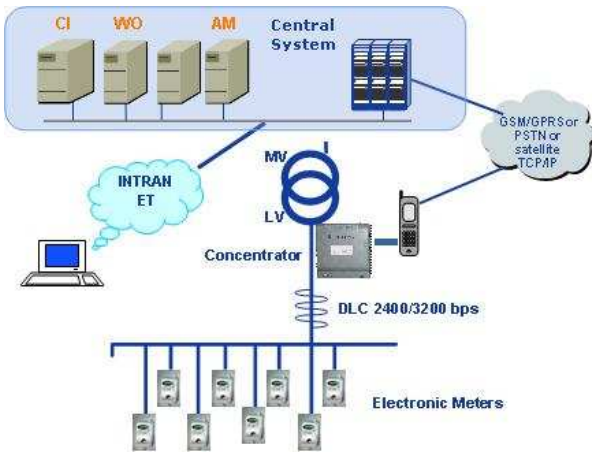 CI WO AM Central
System
GSM/GPRS or
PSTN or
satellite
TCP/IP
MV
INTRAN
ET
LV
Concentrator
DLC 2400/3200 bps
Electronic Meters